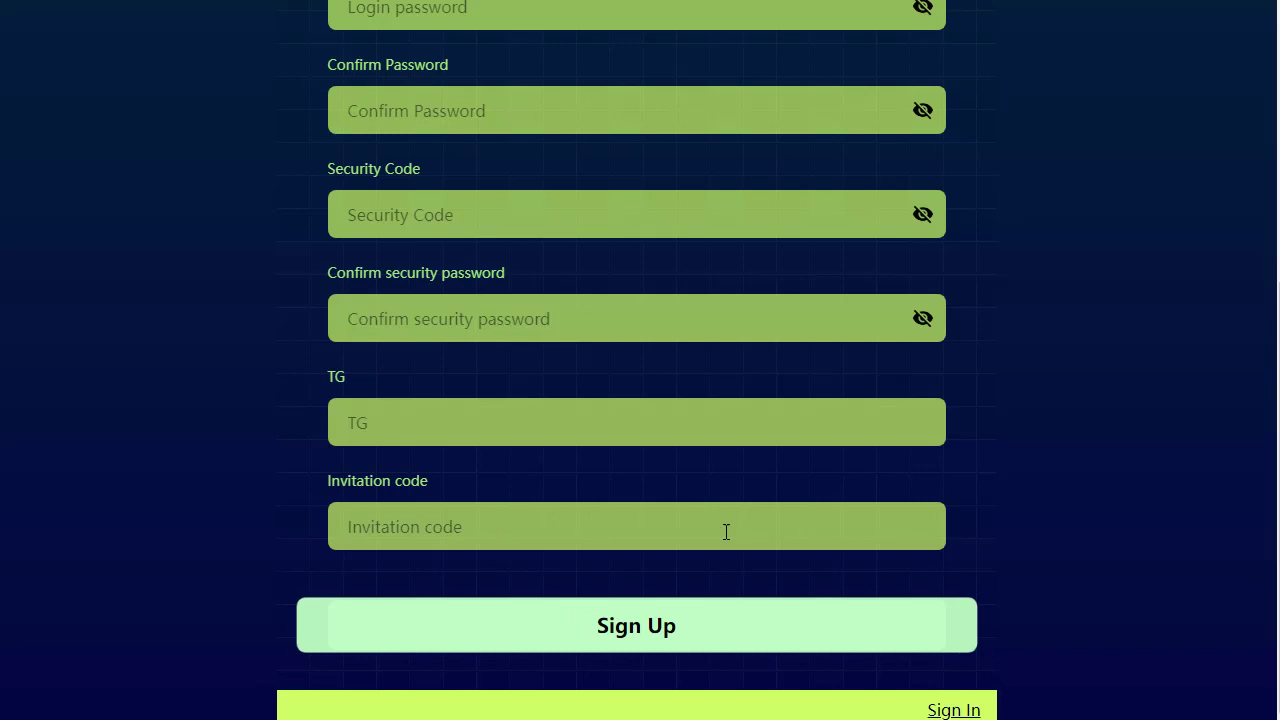 Login password
Confirm Password
Confirm Password
Security Code
Security Code
Confirm security password
Confirm security password
TG
TG
Invitation code
Invitation code
Sign Up
Sign In